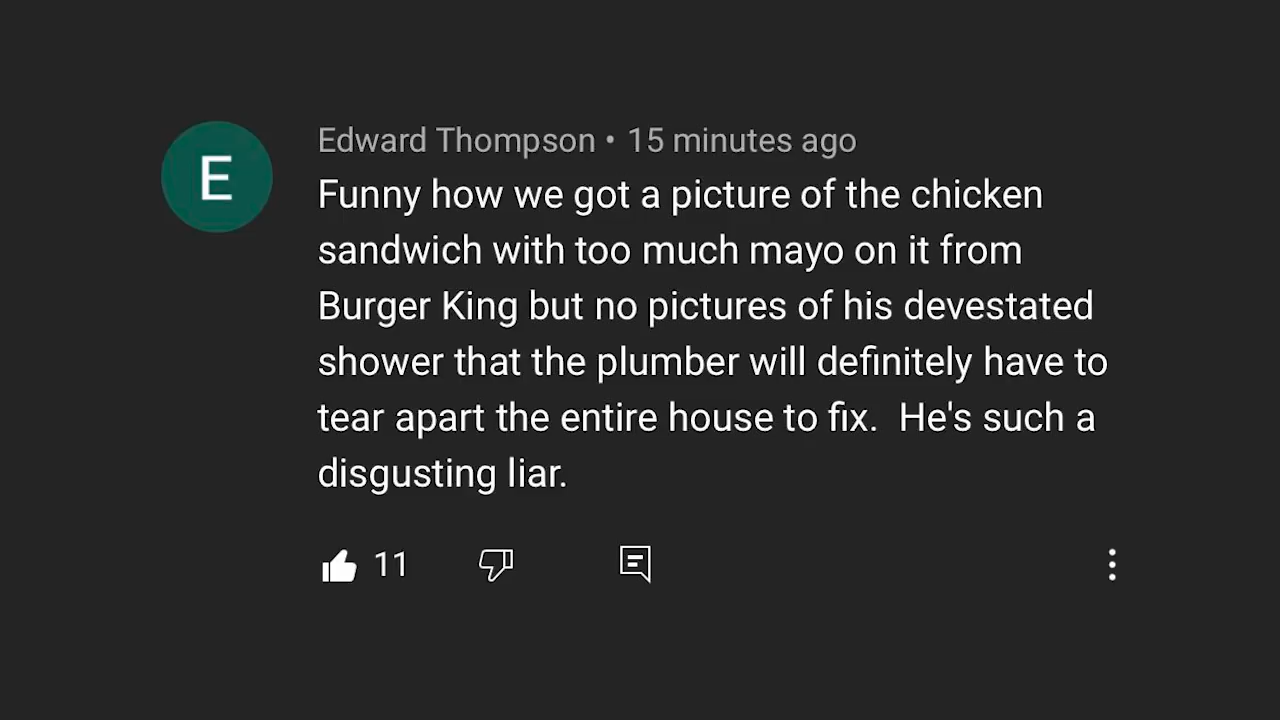 E
Edward Thompson • 15 minutes ago
Funny how we got a picture of the chicken
sandwich with too much mayo on it from
Burger King but no pictures of his devestated
shower that the plumber will definitely have to
tear apart the entire house to fix.  He's such a
disgusting liar.
11